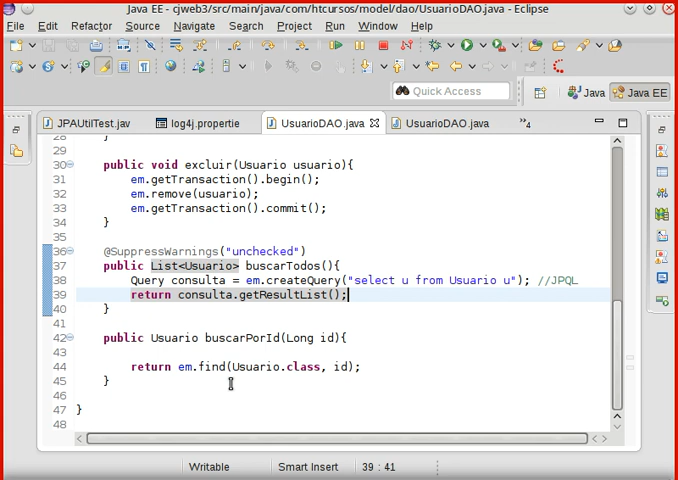 Java EE - cjweb3/src/main/java/com/htcursos/model/dao/UsuarioDAO.java - Eclipse
File Edit Refactor Source Navigate Search Project Run Window Help
Quick Access
Java
Java EE
JPAUtilTest.jav
log4j.propertie
UsuarioDAO.java
UsuarioDAO.java
»4
28 }
29
30 public void excluir(Usuario usuario){
31 em.getTransaction().begin();
32 em.remove(usuario);
33 em.getTransaction().commit();
34 }
35
36 @SuppressWarnings("unchecked")
37 public List<Usuario> buscarTodos(){
38 Query consulta = em.createQuery("select u from Usuario u"); //JPQL
39 return consulta.getResultList();
40 }
41
42 public Usuario buscarPorId(Long id){
43
44 return em.find(Usuario.class, id);
45 }
46
47 }
48
Writable
Smart Insert
39 : 41